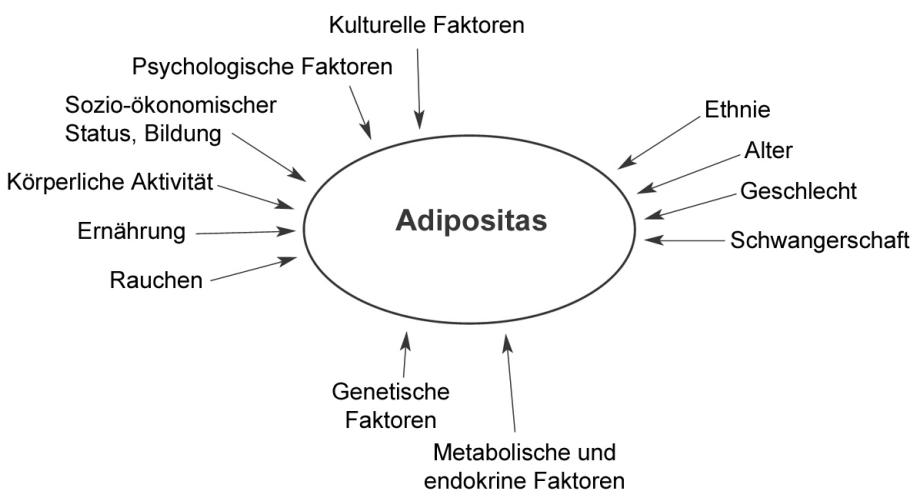 Kulturelle Faktoren
Psychologische Faktoren
Sozio-ökonomischer
Status, Bildung
Körperliche Aktivität
Ernährung
Rauchen
Adipositas
Ethnie
Alter
Geschlecht
Schwangerschaft
Genetische
Faktoren
Metabolische und
endokrine Faktoren